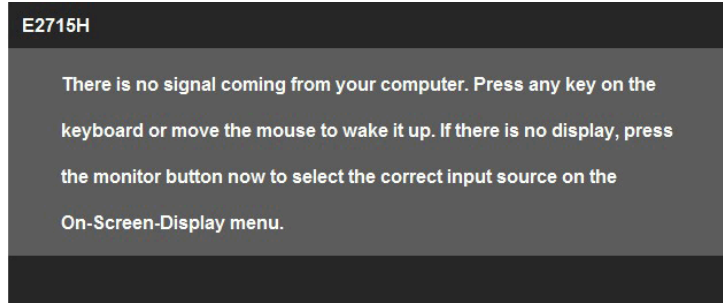 E2715H
There is no signal coming from your computer. Press any key on the
keyboard or move the mouse to wake it up. If there is no display, press
the monitor button now to select the correct input source on the
On-Screen-Display menu.